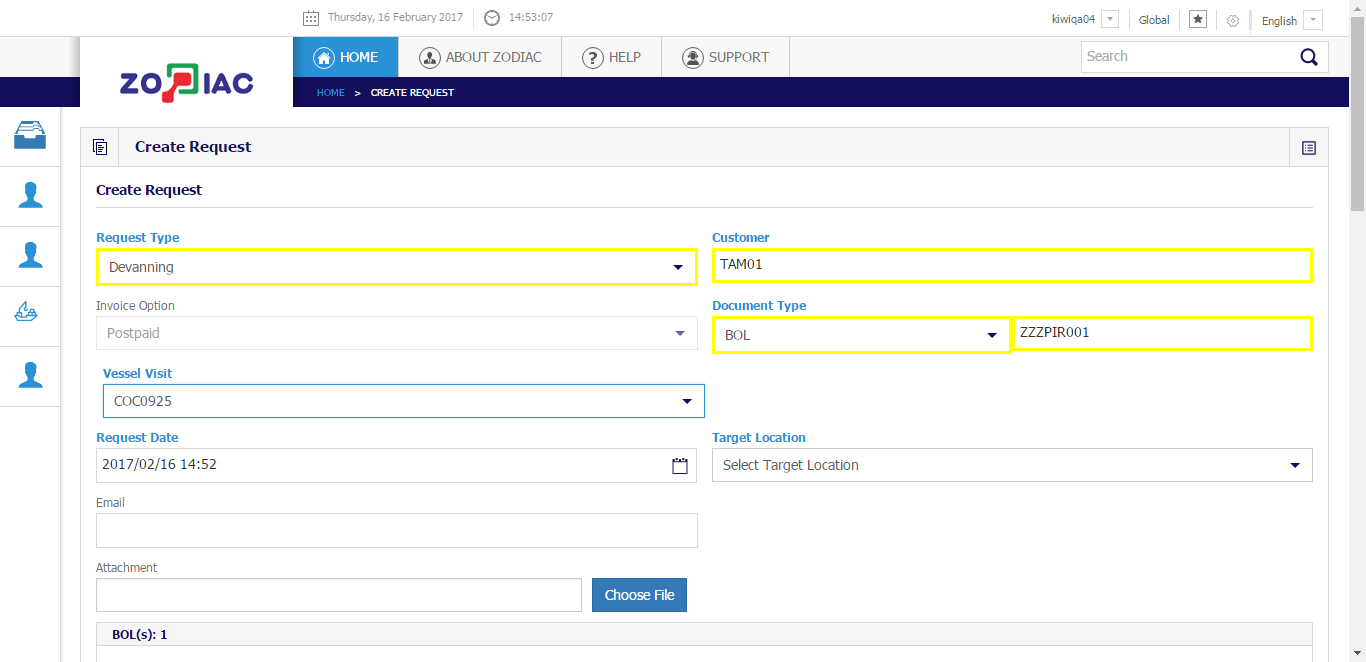 Thursday, 16 February 2017 14:53:07 kiwiqa04 Global English
ZODIAC
HOME ABOUT ZODIAC HELP SUPPORT Search
HOME > CREATE REQUEST
Create Request
Create Request
Request Type Customer
Devanning TAM01
Invoice Option Document Type
Postpaid BOL ZZZPIR001
Vessel Visit
COC0925
Request Date Target Location
2017/02/16 14:52 Select Target Location
Email
Attachment
Choose File
BOL(s): 1